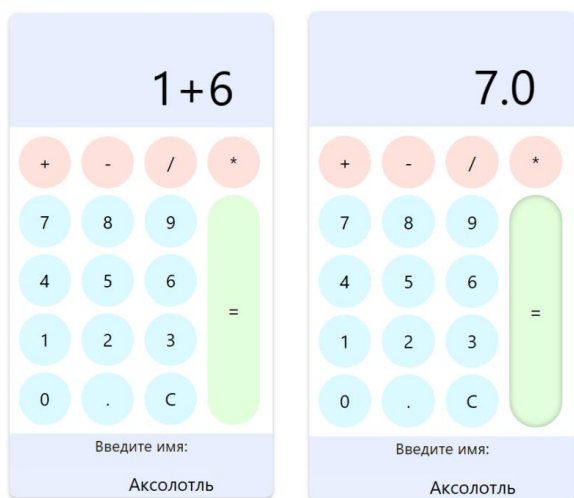 1+6
+ - / *
7 8 9
4 5 6
=
1 2 3
0 . C
Введите имя:
Аксолотль
7.0
+ - / *
7 8 9
4 5 6
=
1 2 3
0 . C
Введите имя:
Аксолотль